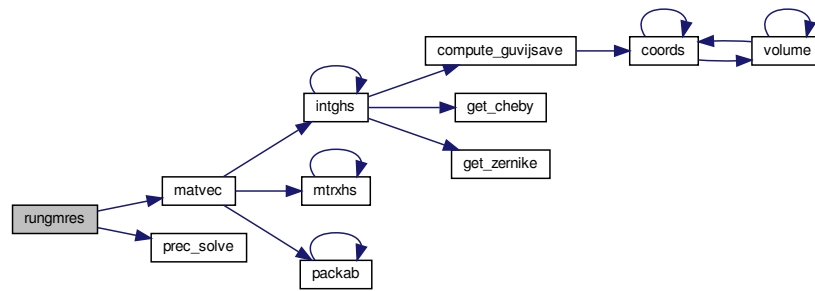 rungmres
matvec
prec_solve
intghs
mtrxhs
packab
compute_guvijsave
get_cheby
get_zernike
coords
volume